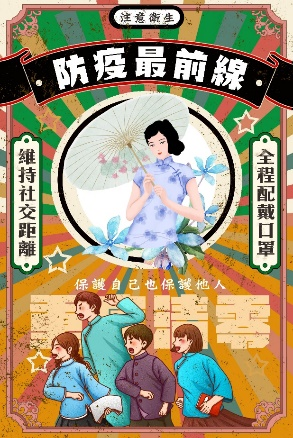 注意衛生
防疫最前線
維持社交距離
全程配戴口罩
保護自己也保護他人